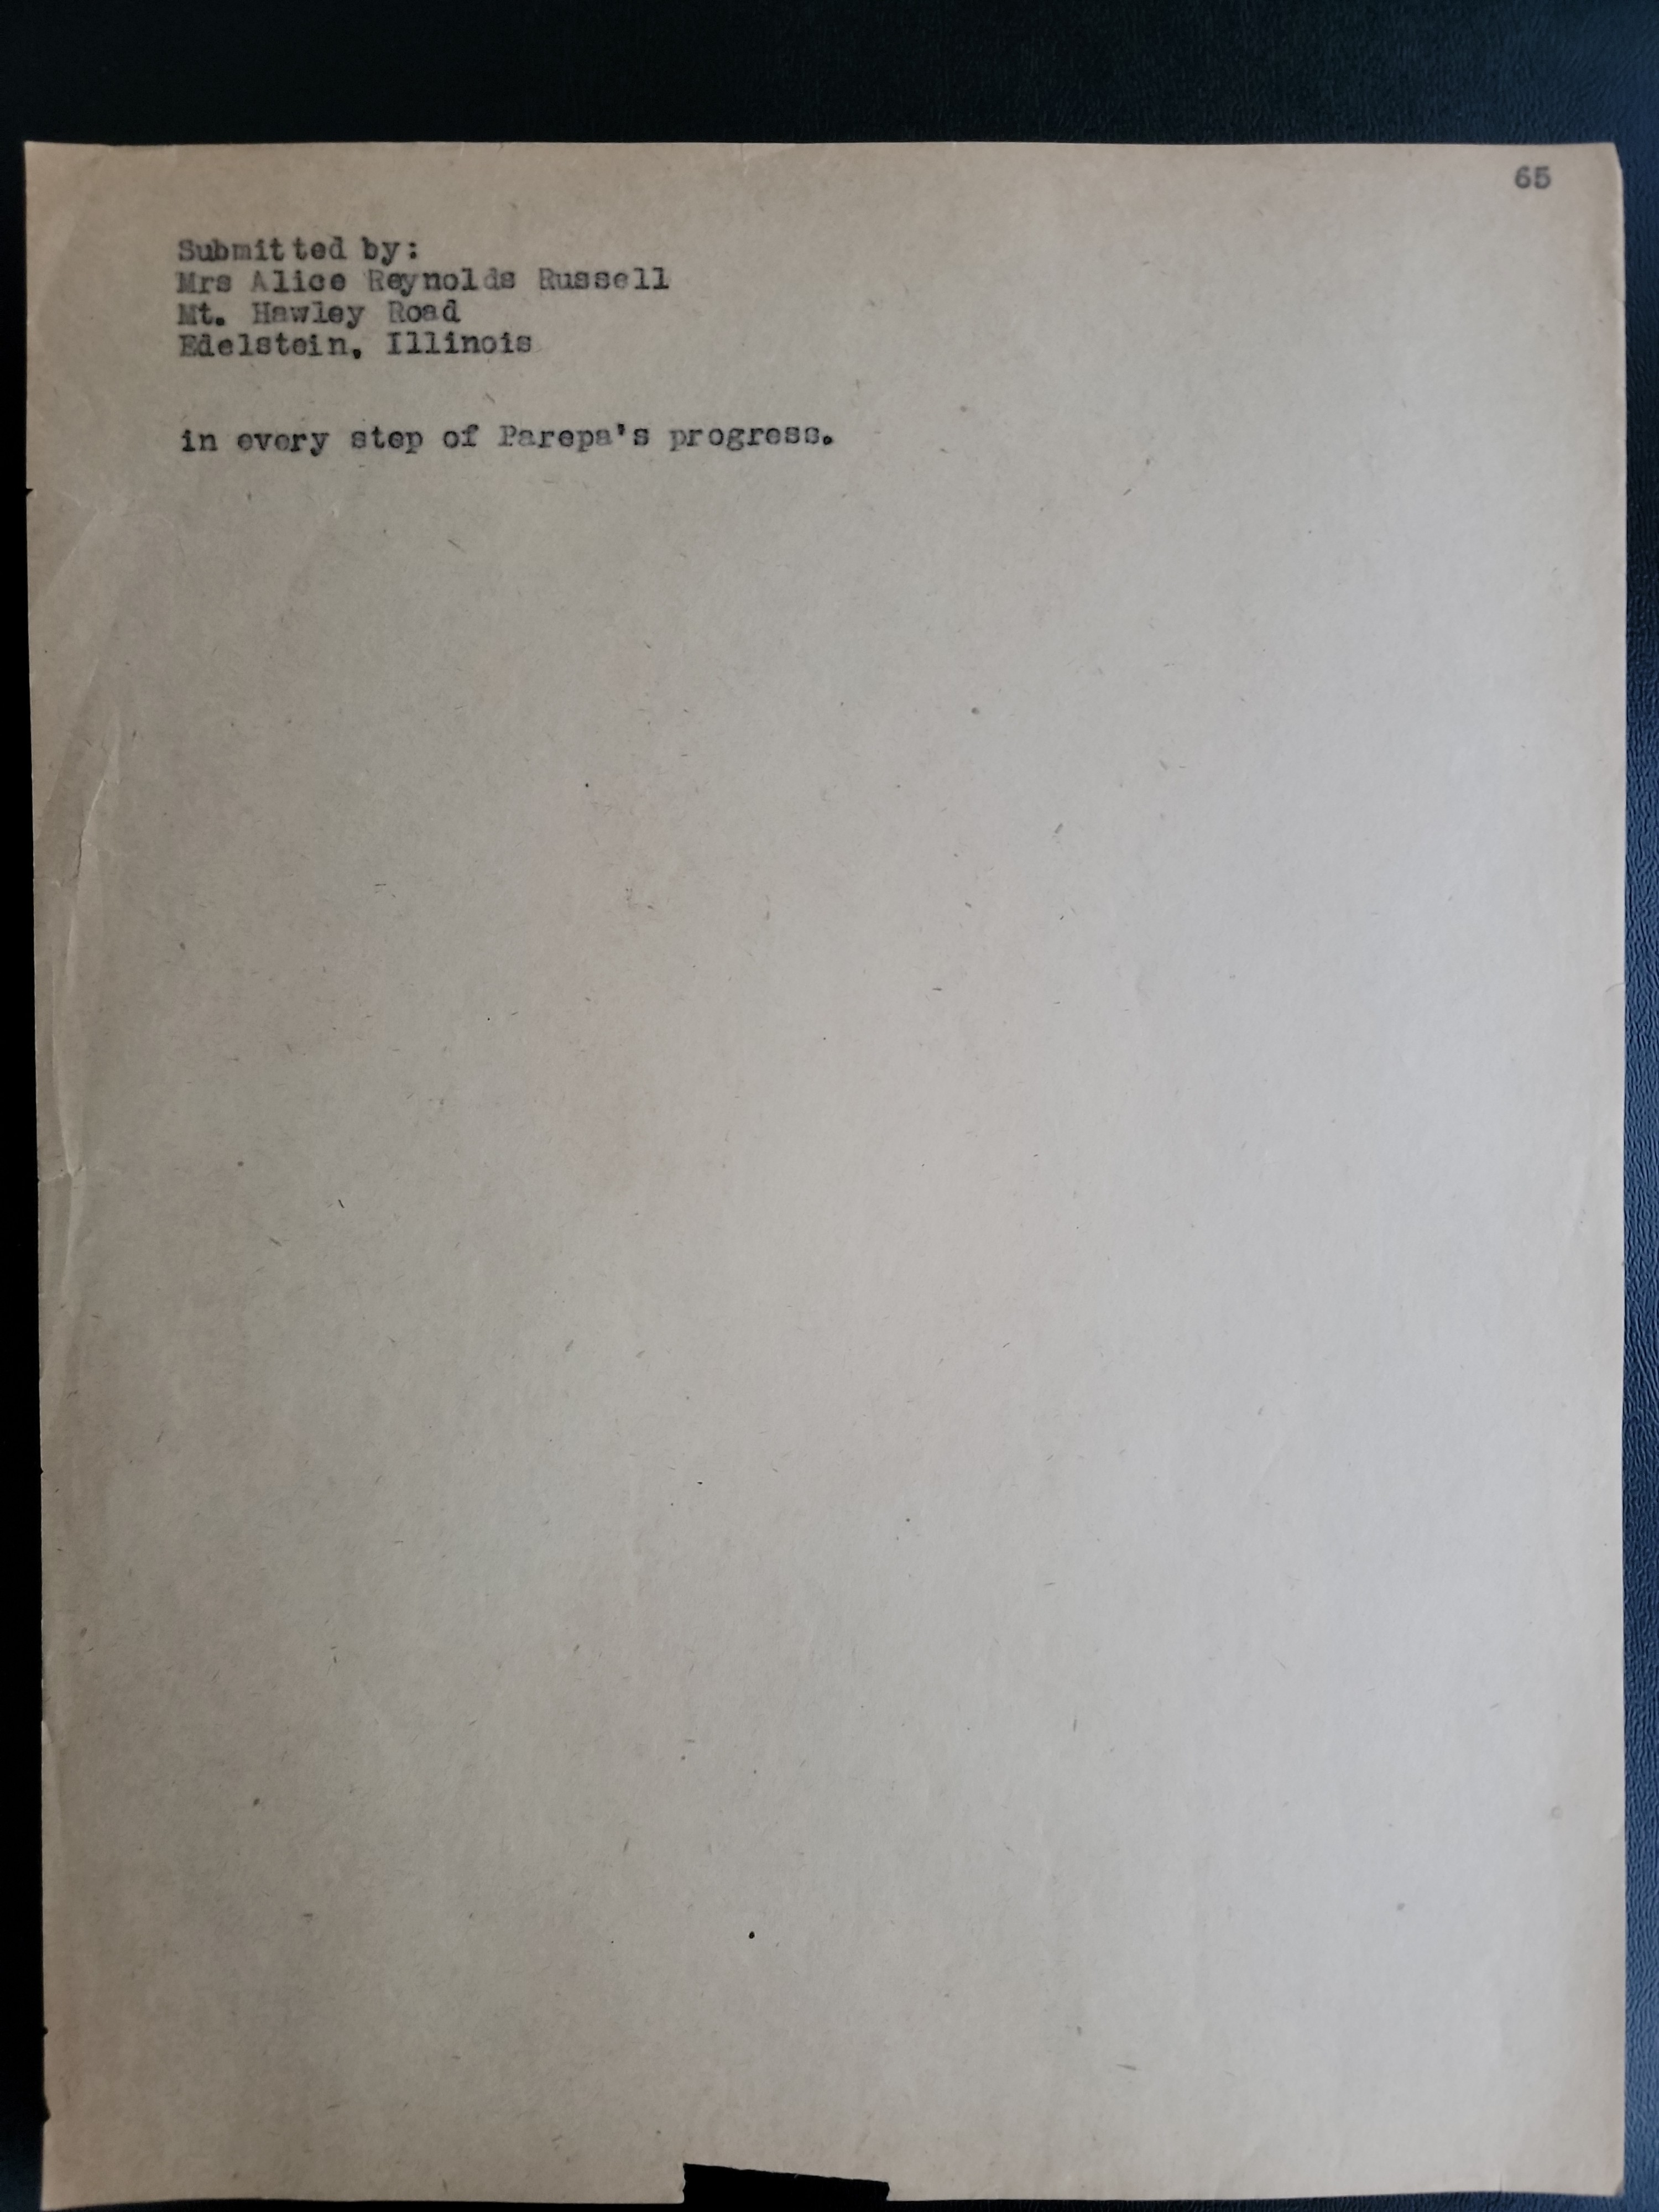 65
Submitted by:
Mrs Alice Reynolds Russell
Mt. Hawley Road
Edelstein, Illinois
in every step of Parepa's progress.